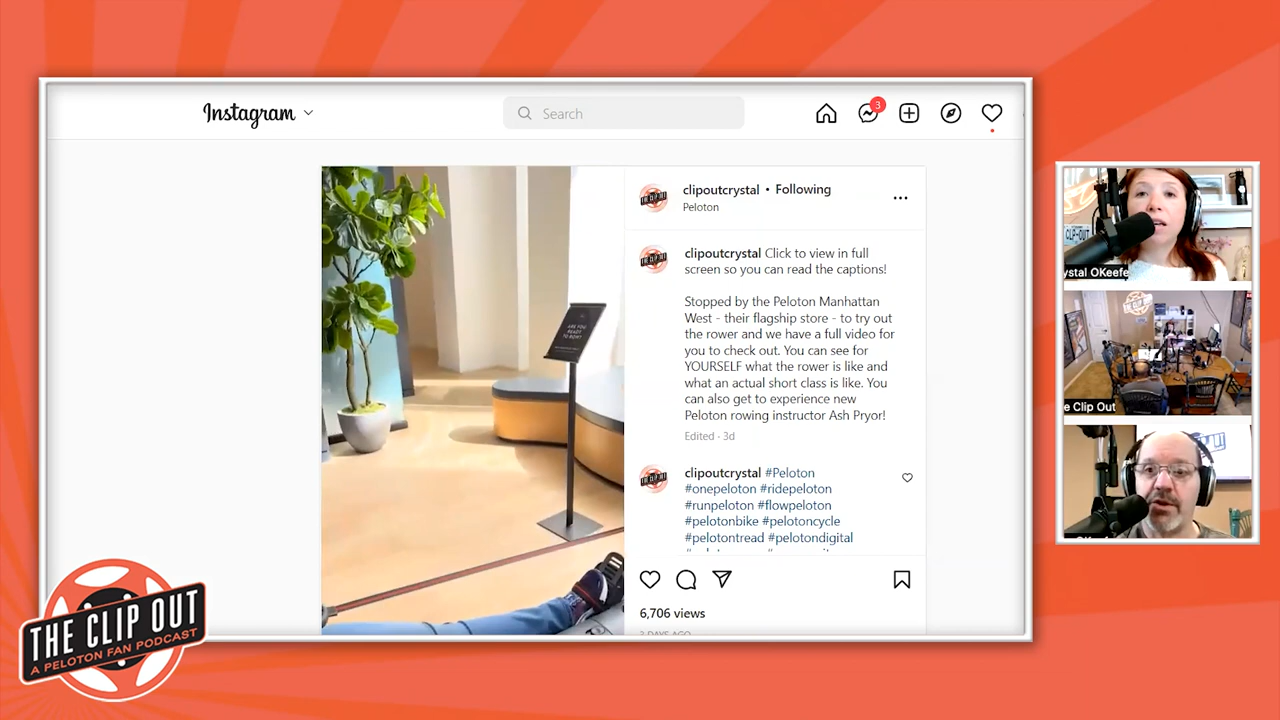 Instagram
Search
3
clipoutcrystal • Following
Peloton
clipoutcrystal Click to view in full
screen so you can read the captions!
Stopped by the Peloton Manhattan
West - their flagship store - to try out
the rower and we have a full video for
you to check out. You can see for
YOURSELF what the rower is like and
what an actual short class is like. You
can also get to experience new
Peloton rowing instructor Ash Pryor!
Edited · 3d
clipoutcrystal #Peloton
#onepeloton #ridepeloton
#runpeloton #flowpeloton
#pelotonbike #pelotoncycle
#pelotontread #pelotondigital
6,706 views
3 DAYS AGO
ARE YOU
READY
TO ROW?
THE CLIP OUT
A PELOTON FAN PODCAST
CLIP-OUT
ystal OKeefe
e Clip Out